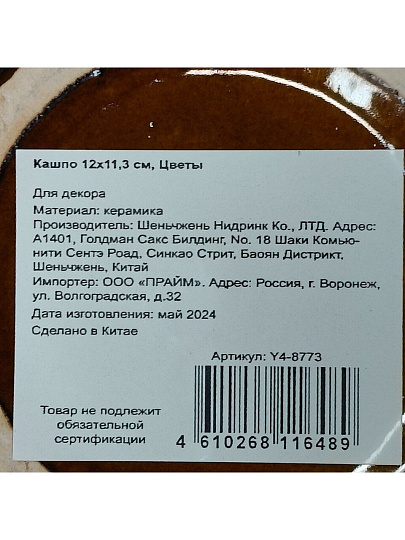 Кашпо 12х11,3 см, Цветы
Для декора
Материал: керамика
Производитель: Шеньчжень Нидринк Ко., ЛТД. Адрес:
А1401, Голдман Сакс Билдинг, No. 18 Шаки Комью-
нити Сентэ Роад, Синкао Стрит, Баоян Дистрикт,
Шеньчжень, Китай
Импортер: ООО «ПРАЙМ». Адрес: Россия, г. Воронеж,
ул. Волгоградская, д.32
Дата изготовления: май 2024
Сделано в Китае
Артикул: Y4-8773
Товар не подлежит
обязательной
сертификации
4 610268 116489